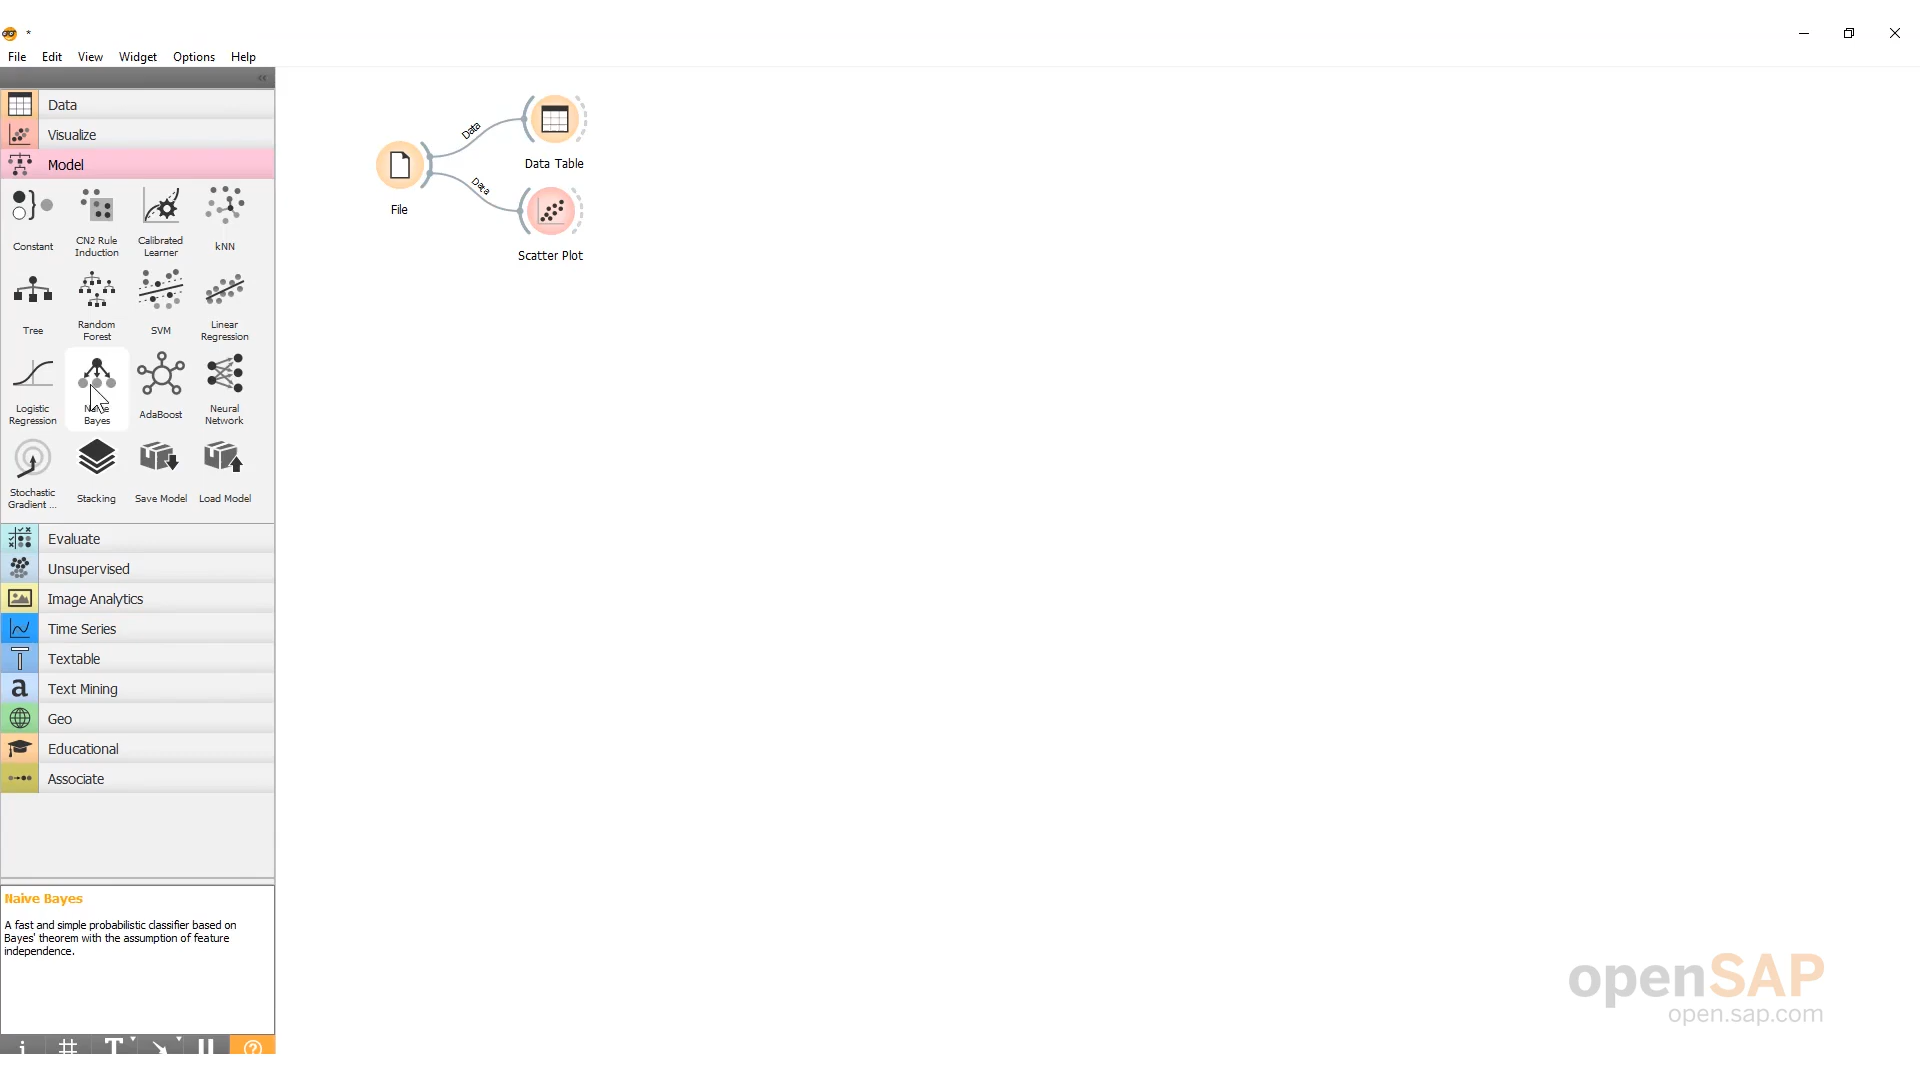 *
File Edit View Widget Options Help
«
Data
Visualize
Model
Constant
CN2 Rule
Induction
Calibrated
Learner
kNN
Tree
Random
Forest
SVM
Linear
Regression
Logistic
Regression
Bayes
AdaBoost
Neural
Network
Stochastic
Gradient ...
Stacking
Save Model
Load Model
Evaluate
Unsupervised
Image Analytics
Time Series
Textable
a Text Mining
Geo
Educational
Associate
Naive Bayes
A fast and simple probabilistic classifier based on
Bayes' theorem with the assumption of feature
independence.
i # T ?
Data
Data Table
File
Data
Scatter Plot
openSAP
open.sap.com